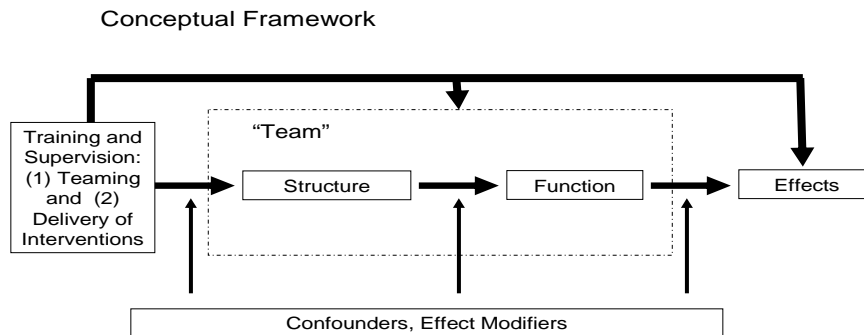 Conceptual Framework
“Team”
Training and
Supervision:
(1) Teaming
and (2)
Delivery of
Interventions
Structure
Function
Effects
Confounders, Effect Modifiers